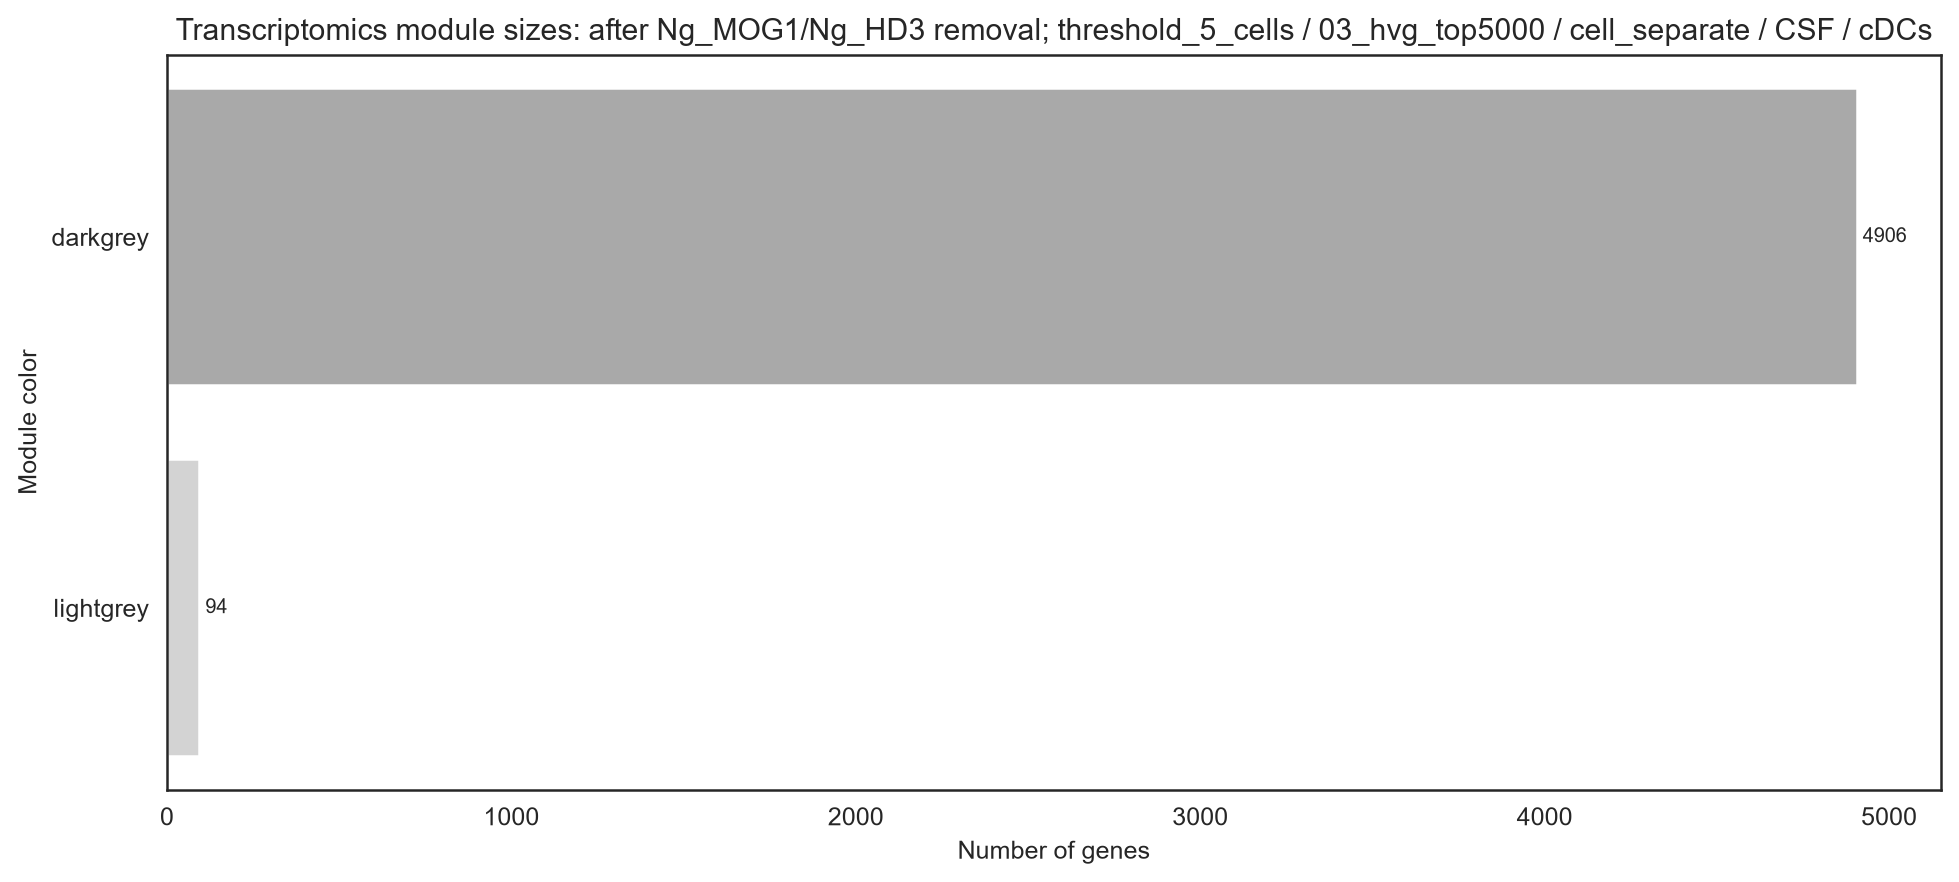 Transcriptomics module sizes: after Ng_MOG1/Ng_HD3 removal; threshold_5_cells / 03_hvg_top5000 / cell_separate / CSF / cDCs
Module color
darkgrey
4906
lightgrey
94
0 1000 2000 3000 4000 5000
Number of genes